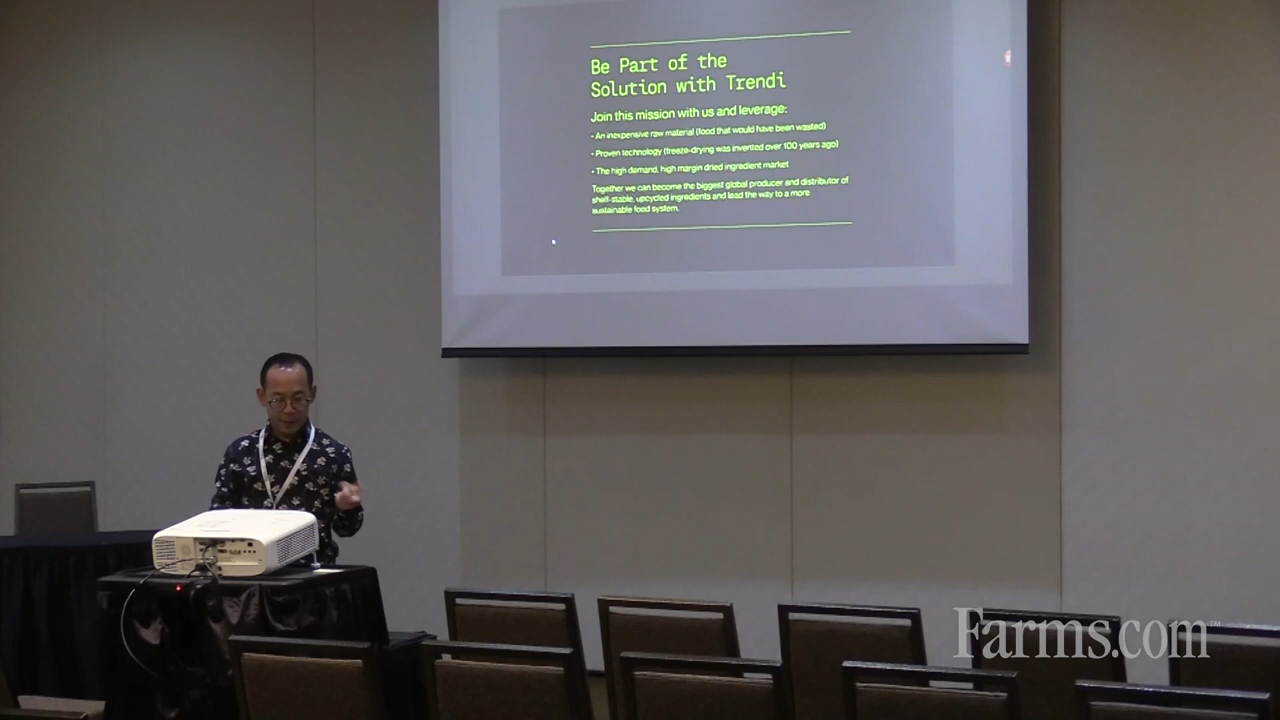 Be Part of the
Solution with Trendi
Join this mission with us and leverage:
• An inexpensive raw material (food that would have been wasted)
• Proven technology (freeze-drying was invented over 100 years ago)
• The high demand, high margin dried ingredient market
Together we can become the biggest global producer and distributor of
shelf-stable, upcycled ingredients and lead the way to a more
sustainable food system.
Farms.com™